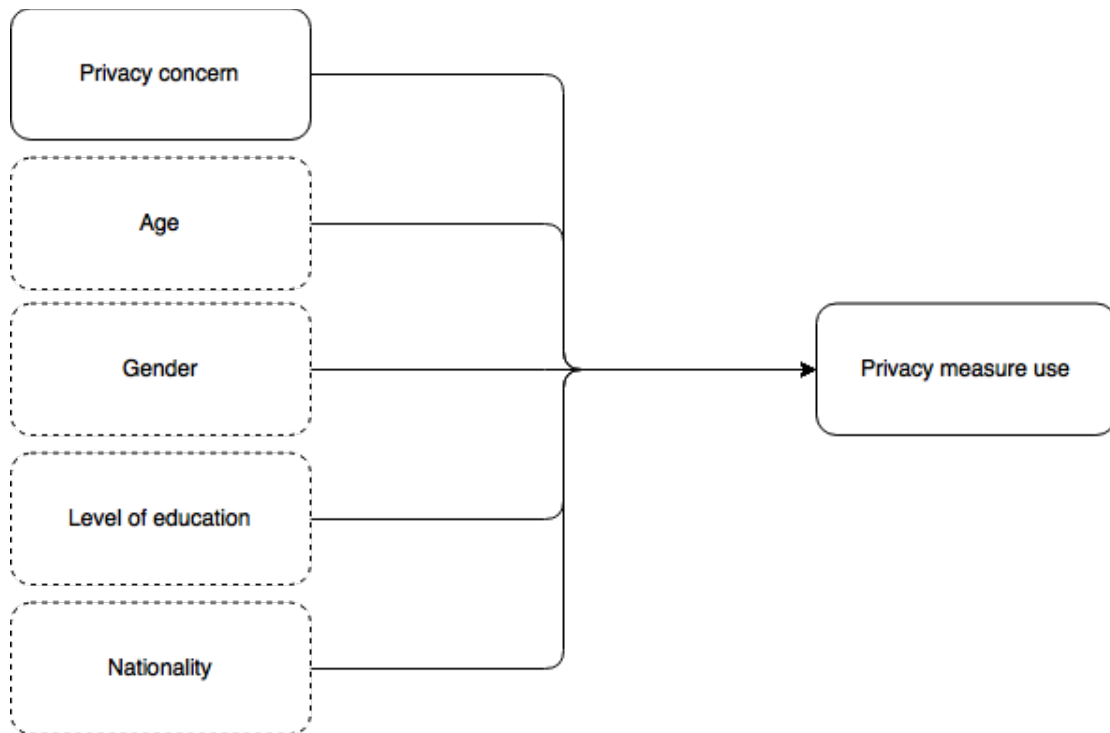 Privacy concern
Age
Gender
Privacy measure use
Level of education
Nationality